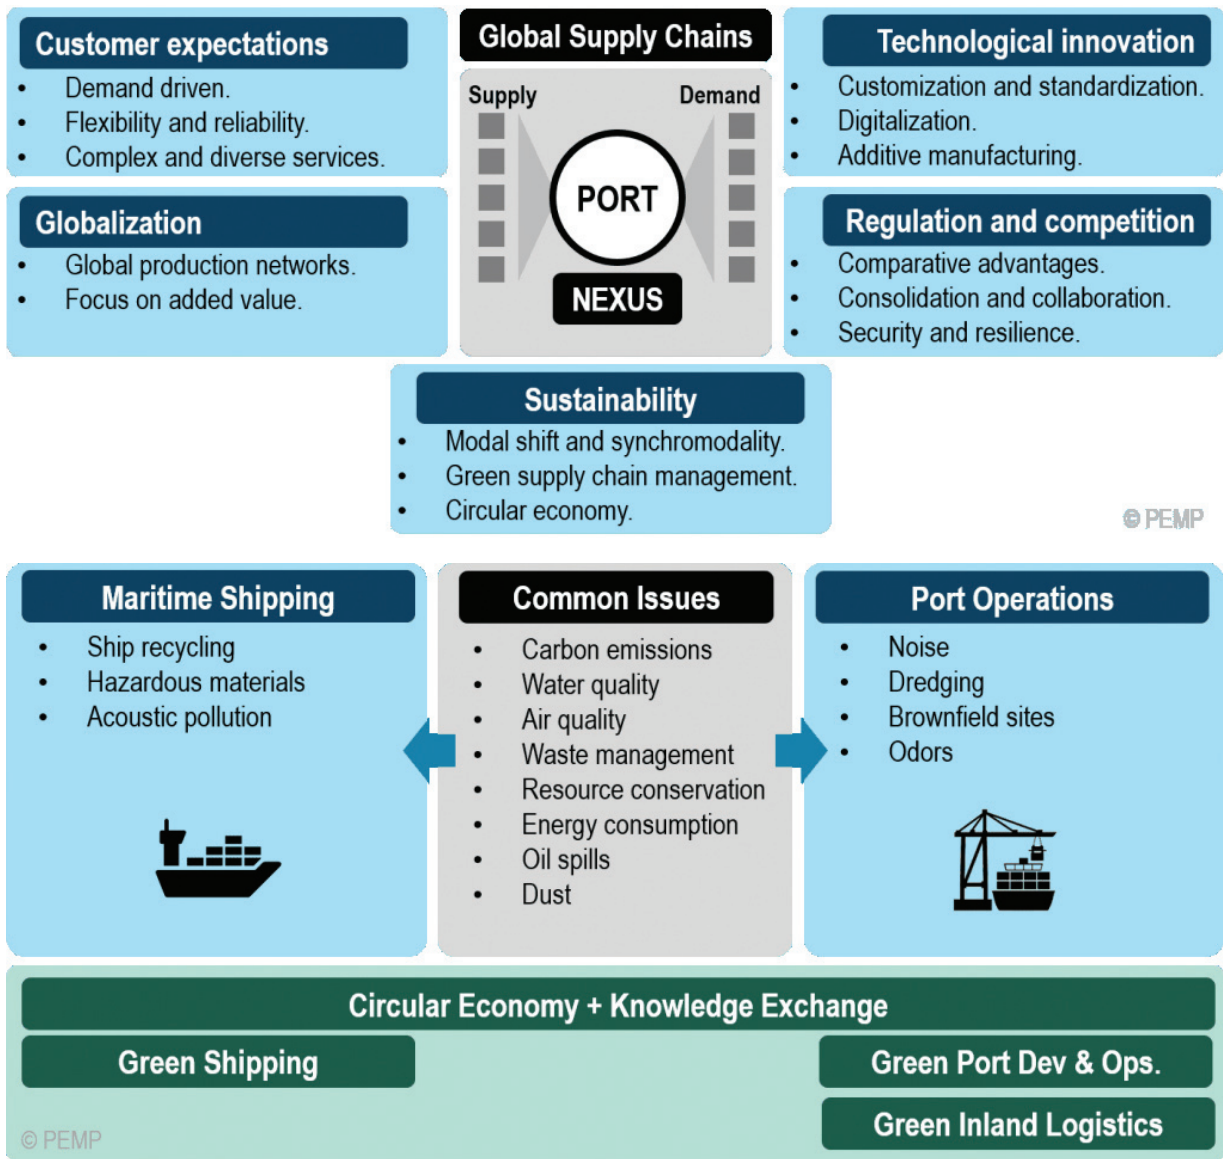 Customer expectations
• Demand driven.
• Flexibility and reliability.
• Complex and diverse services.
Globalization
• Global production networks.
• Focus on added value.
Global Supply Chains
Supply
Demand
PORT
NEXUS
Technological innovation
• Customization and standardization.
• Digitalization.
• Additive manufacturing.
Regulation and competition
• Comparative advantages.
• Consolidation and collaboration.
• Security and resilience.
Sustainability
• Modal shift and synchromodality.
• Green supply chain management.
• Circular economy.
© PEMP
Maritime Shipping
• Ship recycling
• Hazardous materials
• Acoustic pollution
Common Issues
• Carbon emissions
• Water quality
• Air quality
• Waste management
• Resource conservation
• Energy consumption
• Oil spills
• Dust
Port Operations
• Noise
• Dredging
• Brownfield sites
• Odors
Circular Economy + Knowledge Exchange
Green Shipping
Green Port Dev & Ops.
Green Inland Logistics
© PEMP